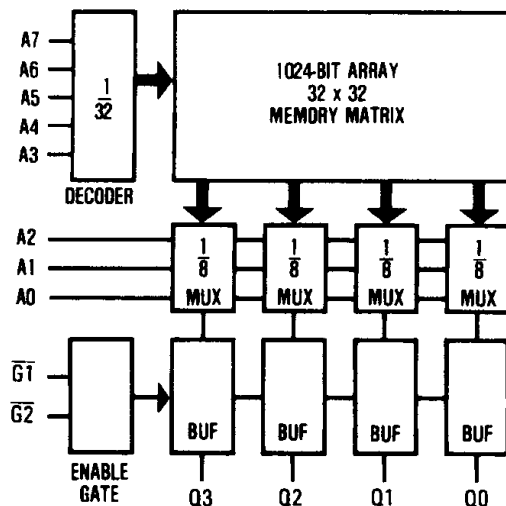 A7
A6
A5
A4
A3
1
32
DECODER
1024-BIT ARRAY
32 x 32
MEMORY MATRIX
A2
A1
A0
1
8
MUX
1
8
MUX
1
8
MUX
1
8
MUX
G1
G2
ENABLE
GATE
BUF
BUF
BUF
BUF
Q3
Q2
Q1
Q0